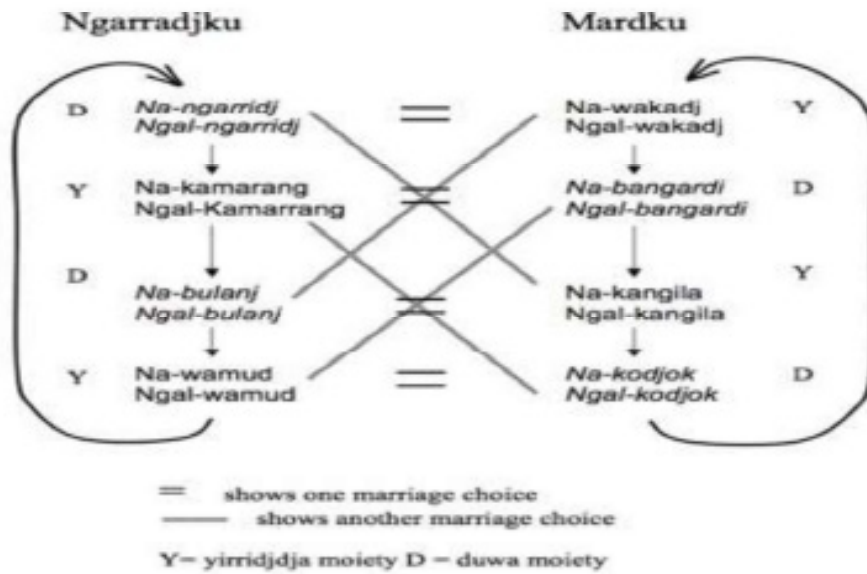 Ngarradjku Mardku
D Na-ngarridj = Na-wakadj Y
Ngal-ngarridj Ngal-wakadj
Y Na-kamarang = Na-bangardi D
Ngal-Kamarrang Ngal-bangardi
D Y
Na-bulanj = Na-kangila
Ngal-bulanj Ngal-kangila
Y Na-wamud = Na-kodjok D
Ngal-wamud Ngal-kodjok
= shows one marriage choice
shows another marriage choice
Y= yirridjdja moiety D = duwa moiety